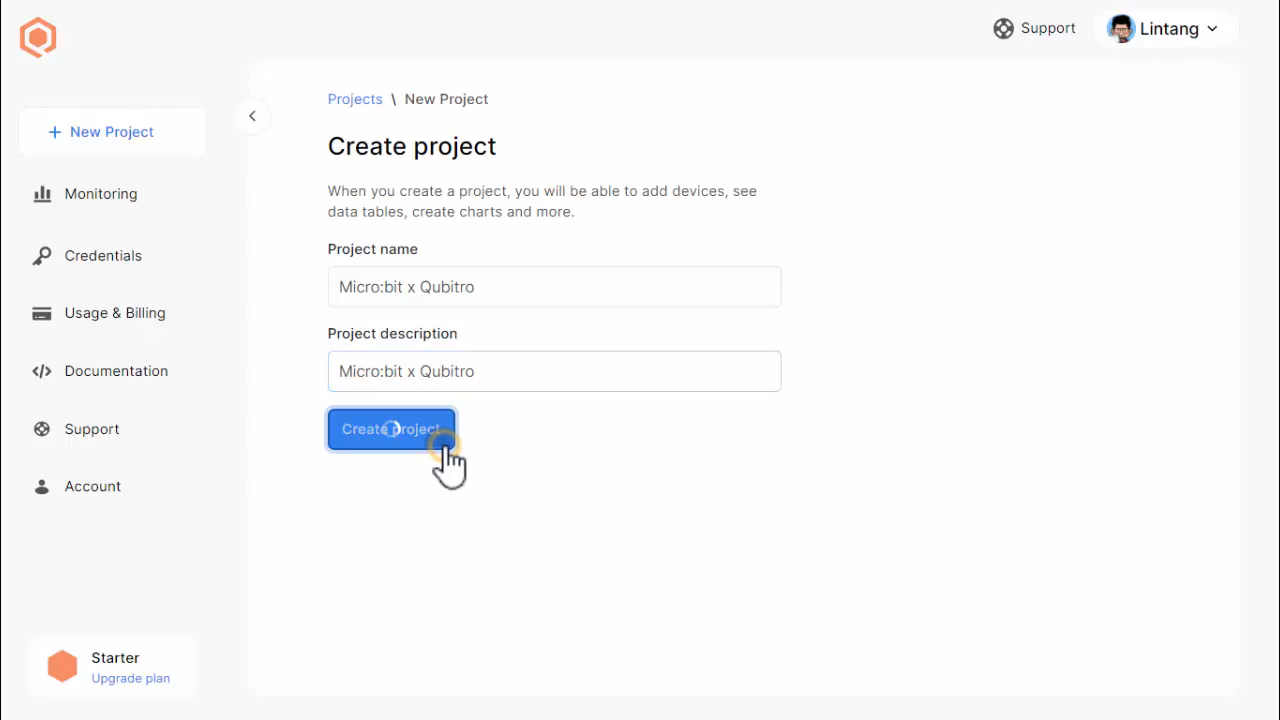 Support
Lintang
+ New Project
Monitoring
Credentials
Usage & Billing
Documentation
Support
Account
Starter
Upgrade plan
Projects \ New Project
Create project
When you create a project, you will be able to add devices, see
data tables, create charts and more.
Project name
Micro:bit x Qubitro
Project description
Micro:bit x Qubitro
Create project